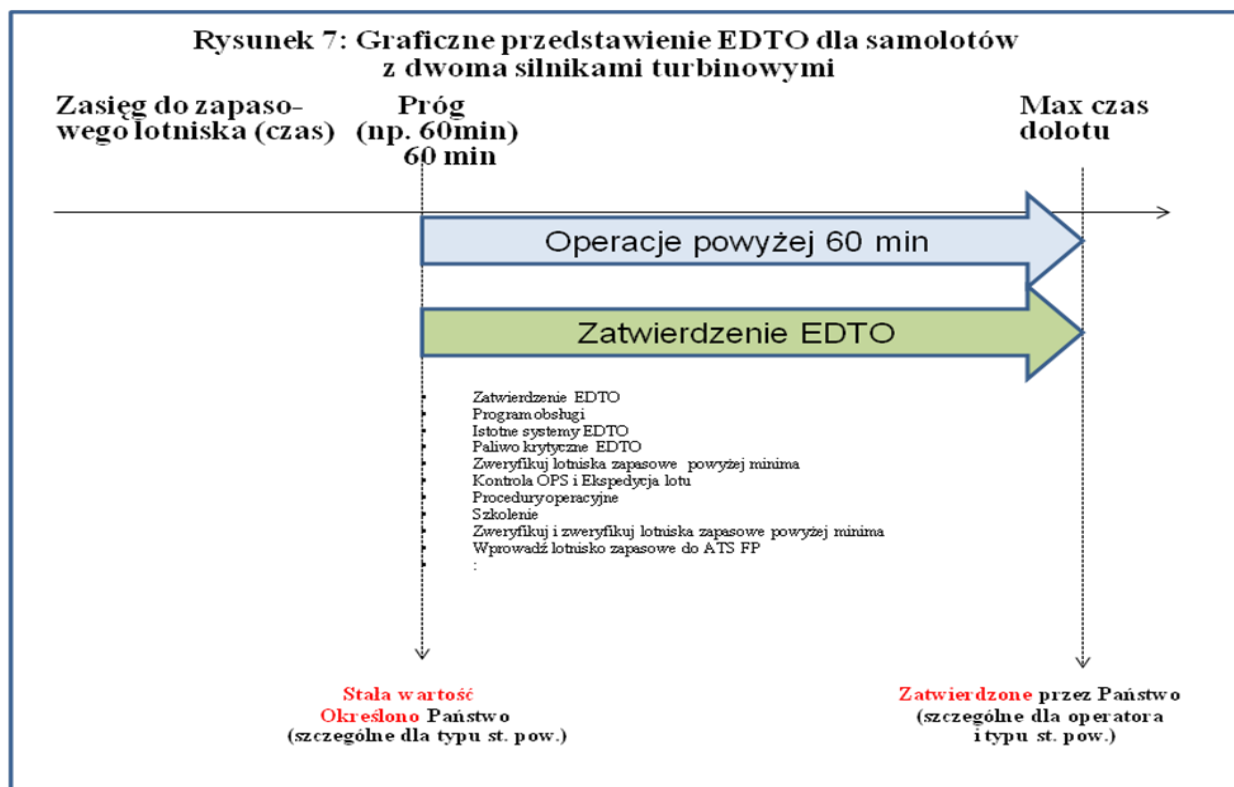 Rysunek 7: Graficzne przedstawienie EDTO dla samolotów
z dwoma silnikami turbinowymi
Zasięg do zapaso-
wego lotniska (czas)
Próg
(np. 60min)
60 min
Max czas
dolotu
Operacje powyżej 60 min
Zatwierdzenie EDTO
Zatwierdzenie EDTO
Program obsługi
Istotne systemy EDTO
Paliwo krytyczne EDTO
Zweryfikuj lotniska zapasowe powyżej minima
Kontrola OPS i Ekspedycja lotu
Procedury operacyjne
Szkolenie
Zweryfikuj i zweryfikuj lotniska zapasowe powyżej minima
Wprowadź lotnisko zapasowe do ATS FP
:
Stała wartość
Określono Państwo
(szczególne dla typu st. pow.)
Zatwierdzone przez Państwo
(szczególne dla operatora
i typu st. pow.)